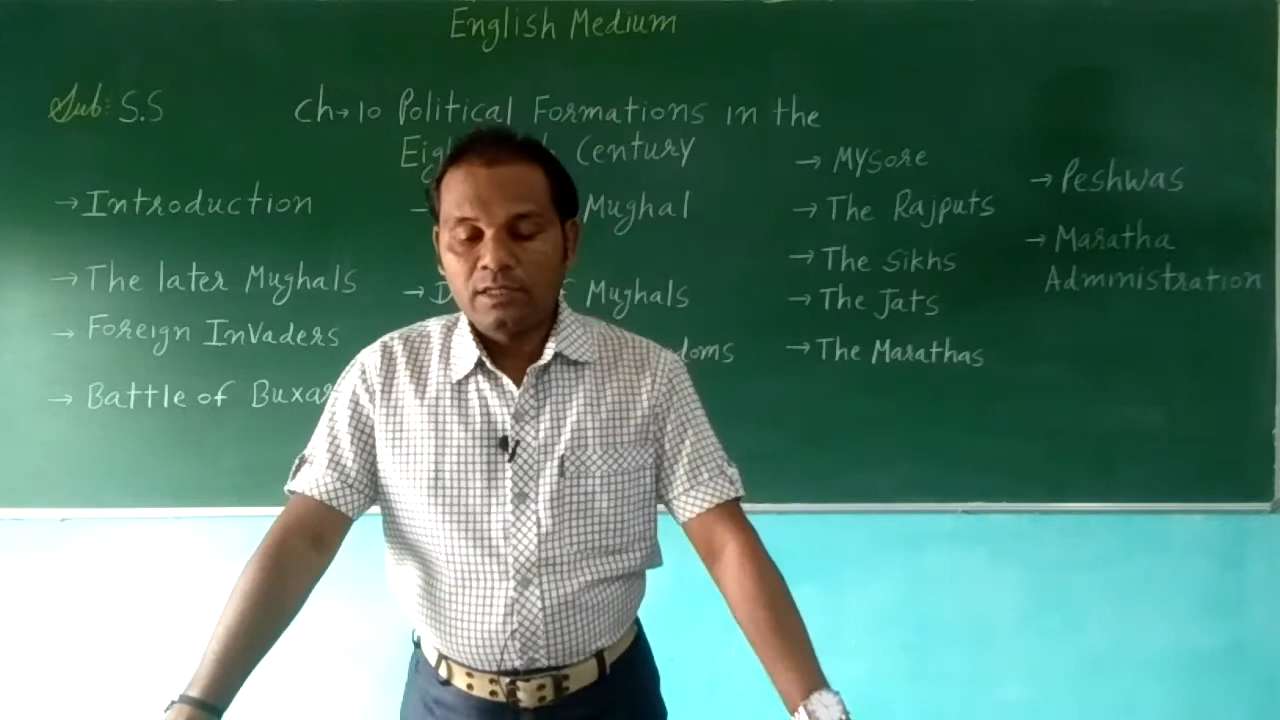 English Medium
Sub: S.S
Ch→10 Political Formations in the
Century
→ Introduction
→ The later Mughals
→ Foreign InVaders
→ Battle of Buxar
Mughal
→ Mughals
→ Mysore
→ The Rajputs
→ The Sikhs
→ The Jats
→ The Marathas
→ Peshwas
→ Maratha
Administration